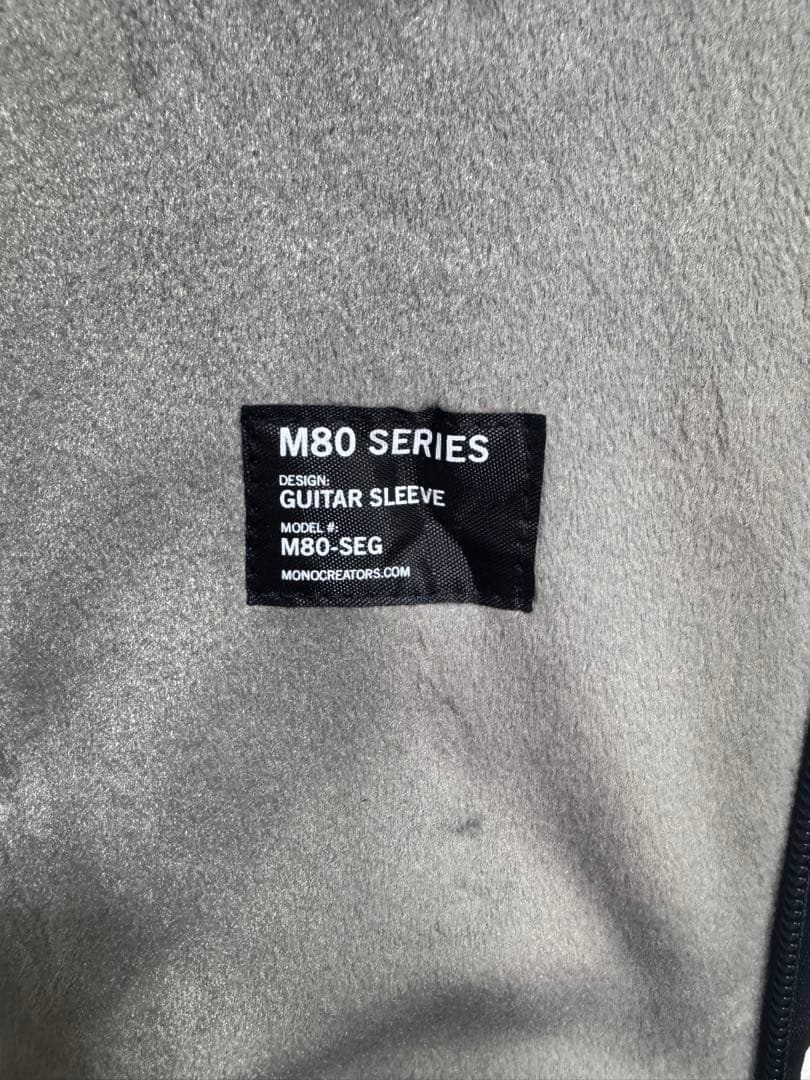 M80 SERIES
DESIGN:
GUITAR SLEEVE
MODEL #:
M80-SEG
MONOCREATORS.COM